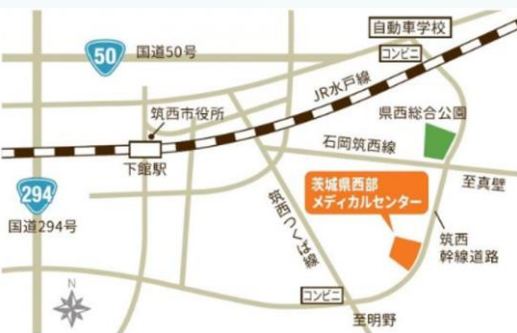 自動車学校
コンビニ
50
国道50号
JR水戸線
筑西市役所
県西総合公園
石岡筑西線
下館駅
至真壁
294
国道294号
茨城県西部
メディカルセンター
筑西つくば線
筑西
幹線道路
N
コンビニ
至明野